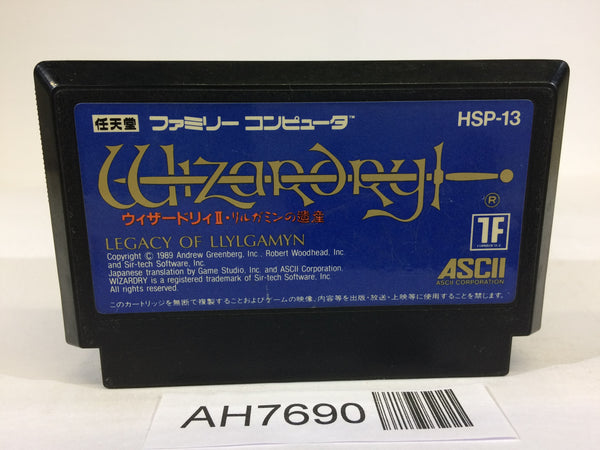 任天堂 ファミリー コンピュータ™ HSP-13
Wizardry ®
ウィザードリィⅡ・リルガミンの遺産
LEGACY OF LLYLGAMYN
Copyright © 1989 Andrew Greenberg, Inc., Robert Woodhead, Inc.
and Sir-tech Software, Inc.
Japanese translation by Game Studio, Inc. and ASCII Corporation.
WIZARDRY is a registered trademark of Sir-tech Software, Inc.
All rights reserved.
ASCII
ASCII CORPORATION
このカートリッジを無断で複製することおよびゲームの映像、内容等を出版・放送・上映等に使用することを禁じます。
AH7690